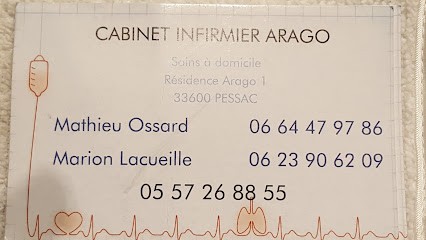 CABINET INFIRMIER ARAGO
Soins à domicile
Résidence Arago 1
33600 PESSAC
Mathieu Ossard 06 64 47 97 86
Marion Lacueille 06 23 90 62 09
05 57 26 88 55